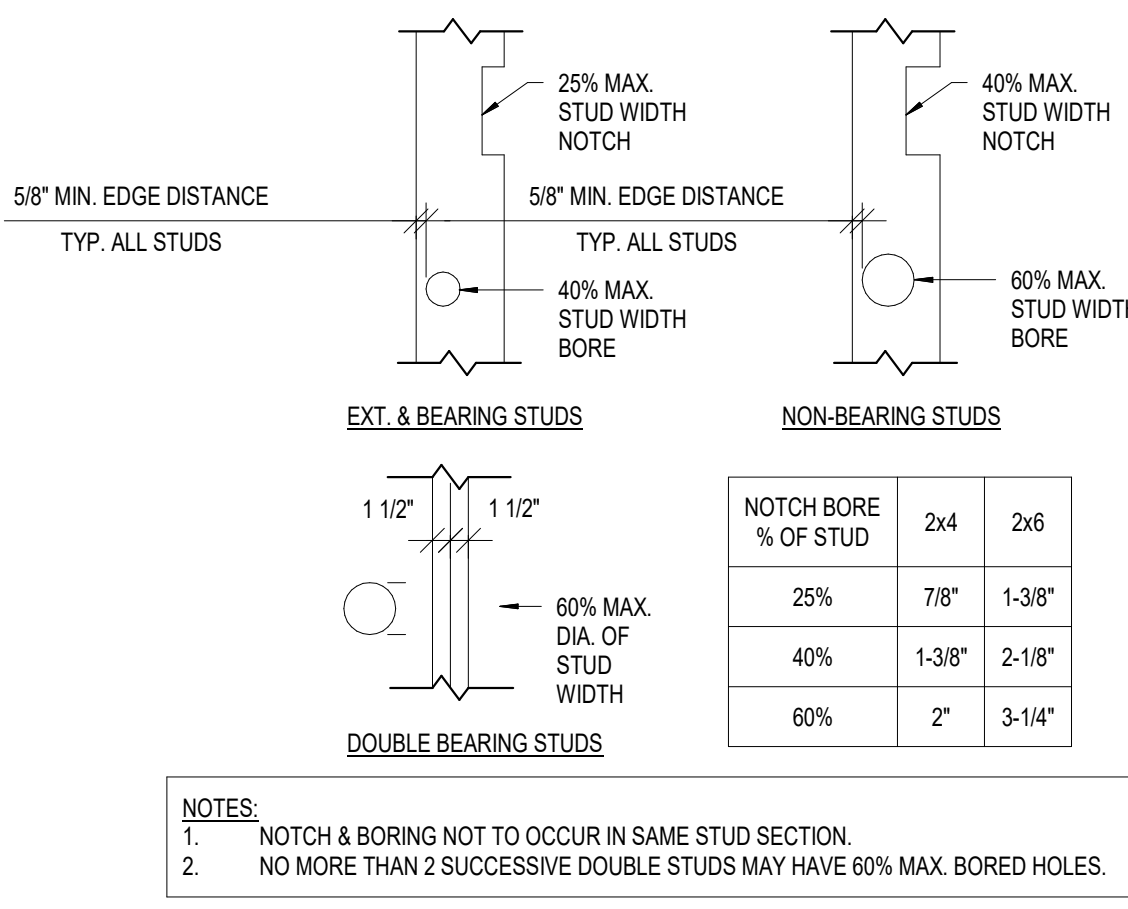 25% MAX.
STUD WIDTH
NOTCH
40% MAX.
STUD WIDTH
NOTCH
5/8" MIN. EDGE DISTANCE
TYP. ALL STUDS
5/8" MIN. EDGE DISTANCE
TYP. ALL STUDS
40% MAX.
STUD WIDTH
BORE
60% MAX.
STUD WIDTH
BORE
EXT. & BEARING STUDS
NON-BEARING STUDS
1 1/2"
1 1/2"
60% MAX.
DIA. OF
STUD
WIDTH
DOUBLE BEARING STUDS
NOTCH BORE
% OF STUD
2x4
2x6
25%
7/8"
1-3/8"
40%
1-3/8"
2-1/8"
60%
2"
3-1/4"
NOTES:
1. NOTCH & BORING NOT TO OCCUR IN SAME STUD SECTION.
2. NO MORE THAN 2 SUCCESSIVE DOUBLE STUDS MAY HAVE 60% MAX. BORED HOLES.